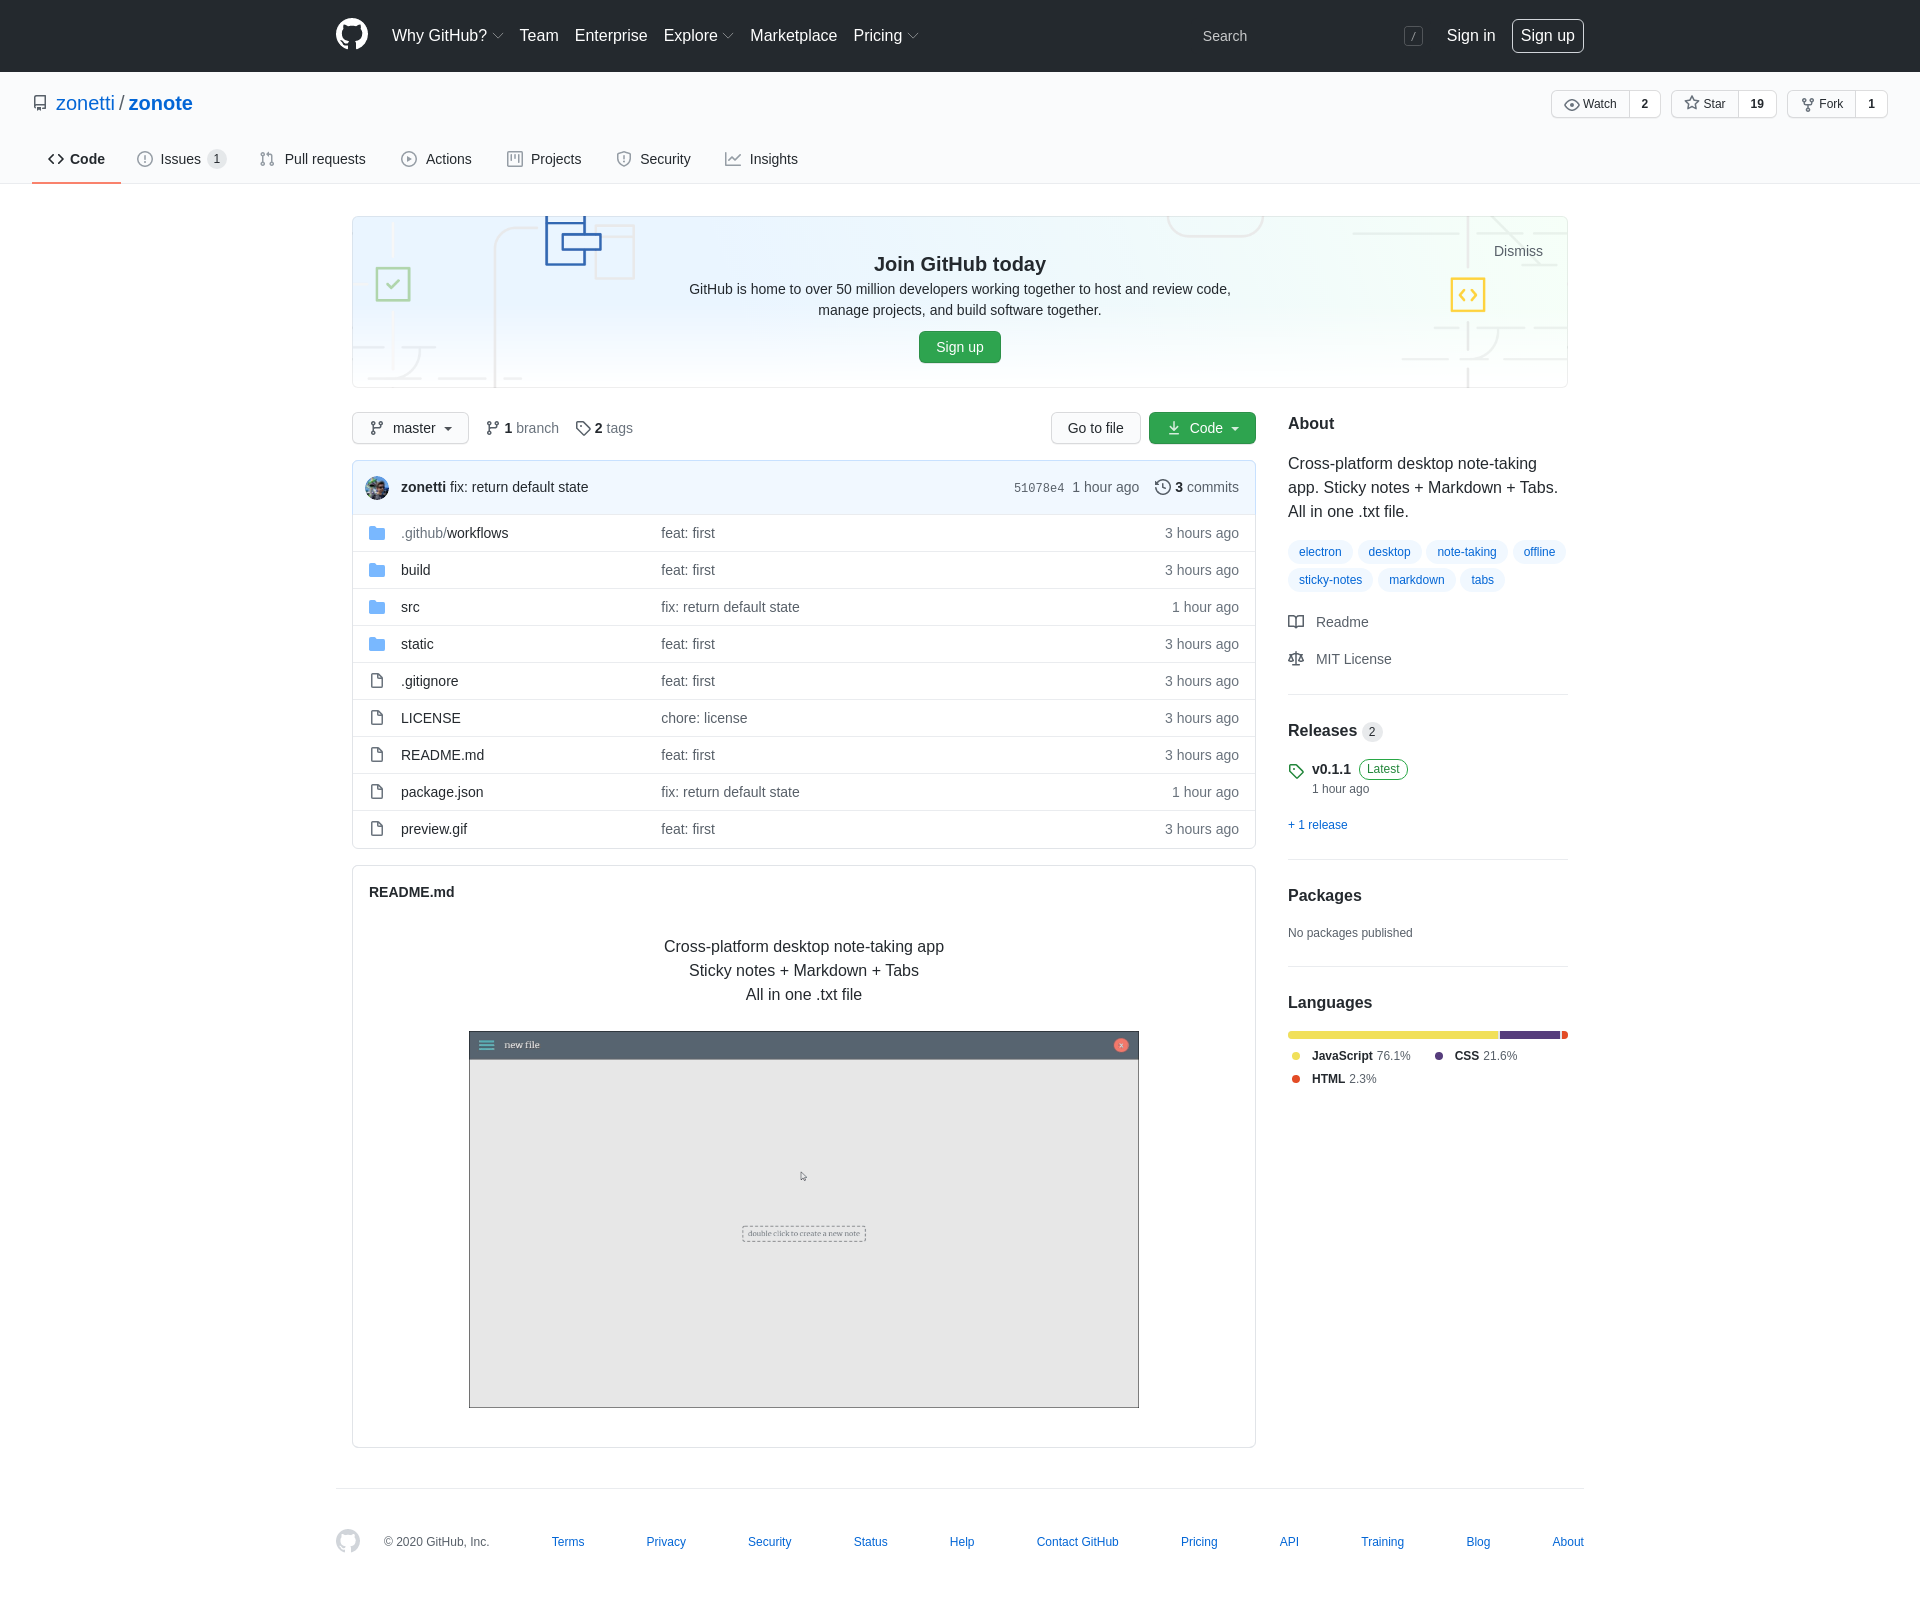 Why GitHub? Team Enterprise Explore Marketplace Pricing Search / Sign in Sign up
zonetti / zonote Watch 2 Star 19 Fork 1
Code Issues 1 Pull requests Actions Projects Security Insights
Dismiss
Join GitHub today
GitHub is home to over 50 million developers working together to host and review code,
manage projects, and build software together.
Sign up
master 1 branch 2 tags Go to file Code
zonetti fix: return default state 51078e4 1 hour ago 3 commits
.github/workflows feat: first 3 hours ago
build feat: first 3 hours ago
src fix: return default state 1 hour ago
static feat: first 3 hours ago
.gitignore feat: first 3 hours ago
LICENSE chore: license 3 hours ago
README.md feat: first 3 hours ago
package.json fix: return default state 1 hour ago
preview.gif feat: first 3 hours ago
README.md
Cross-platform desktop note-taking app
Sticky notes + Markdown + Tabs
All in one .txt file
new file x
double click to create a new note
About
Cross-platform desktop note-taking
app. Sticky notes + Markdown + Tabs.
All in one .txt file.
electron desktop note-taking offline
sticky-notes markdown tabs
Readme
MIT License
Releases 2
v0.1.1 Latest
1 hour ago
+ 1 release
Packages
No packages published
Languages
JavaScript 76.1% CSS 21.6%
HTML 2.3%
© 2020 GitHub, Inc. Terms Privacy Security Status Help Contact GitHub Pricing API Training Blog About